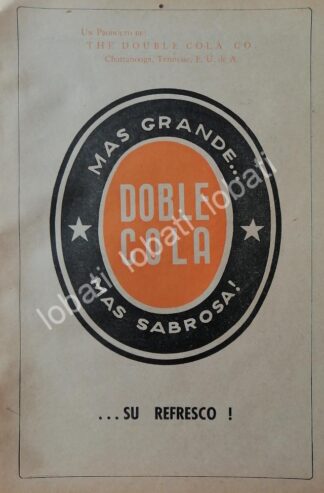 UN PRODUCTO DE:
THE DOUBLE COLA CO
Chattanooga, Tennesse, E. U. de A.
MAS GRANDE...
DOBLE
COLA
MAS SABROSA!
lobati lobati lobati
...SU REFRESCO !